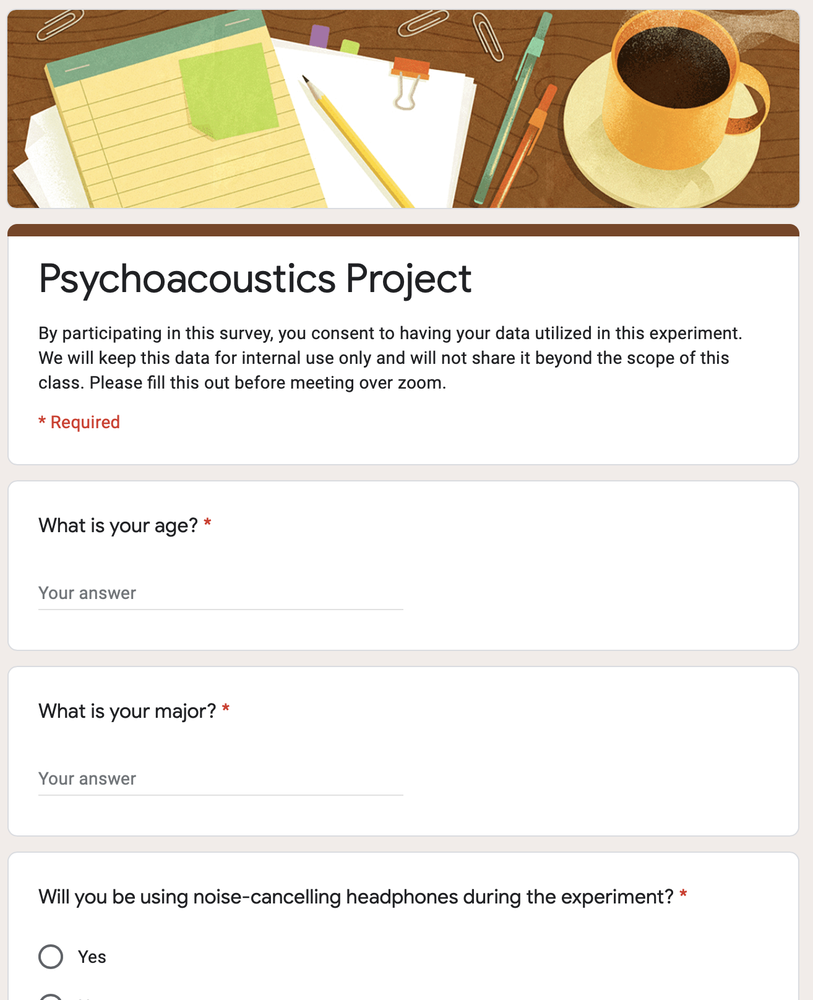 Psychoacoustics Project
By participating in this survey, you consent to having your data utilized in this experiment.
We will keep this data for internal use only and will not share it beyond the scope of this
class. Please fill this out before meeting over zoom.
* Required
What is your age? *
Your answer
What is your major? *
Your answer
Will you be using noise-cancelling headphones during the experiment? *
Yes